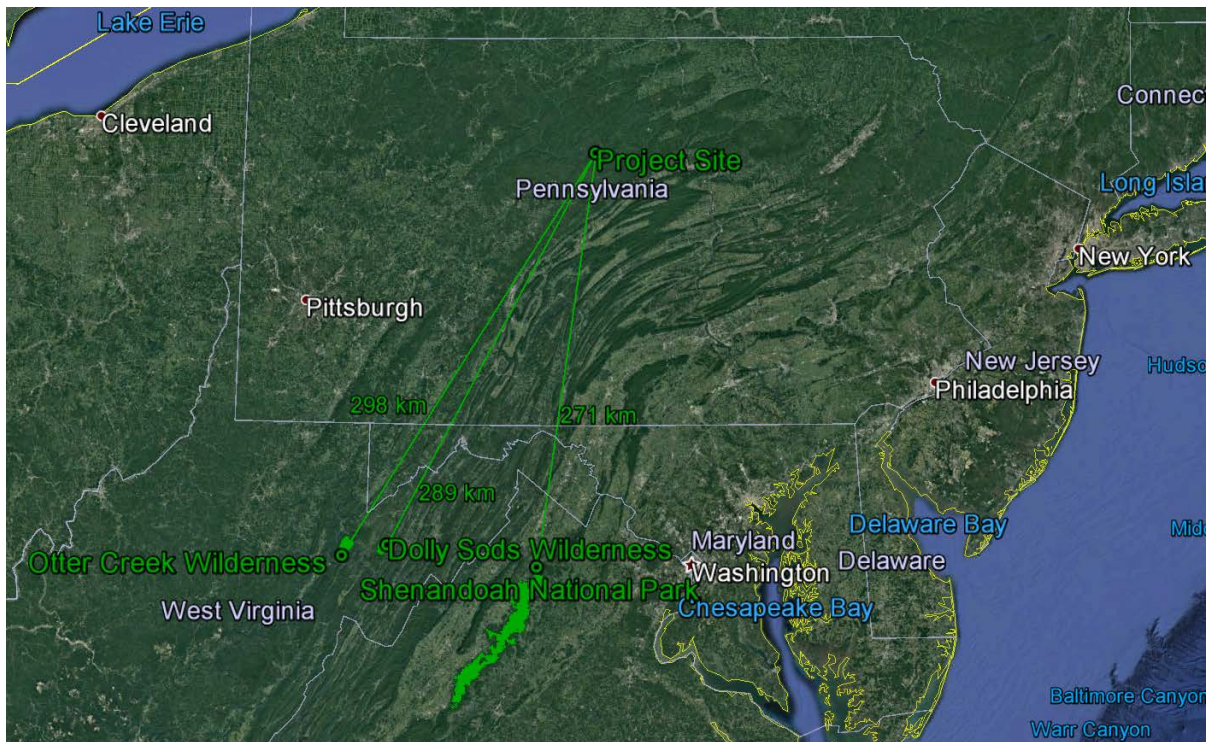 Lake Erie
Connect
Cleveland
Project Site
Pennsylvania
Long Islan
New York
Pittsburgh
New Jersey
Hudso
Philadelphia
298 km
271 km
289 km
Delaware Bay
Midd
Maryland
Otter Creek Wilderness
Dolly Sods Wilderness
Delaware
Washington
Shenandoah National Park
West Virginia
Chesapeake Bay
Baltimore Canyon
Warr Canyon